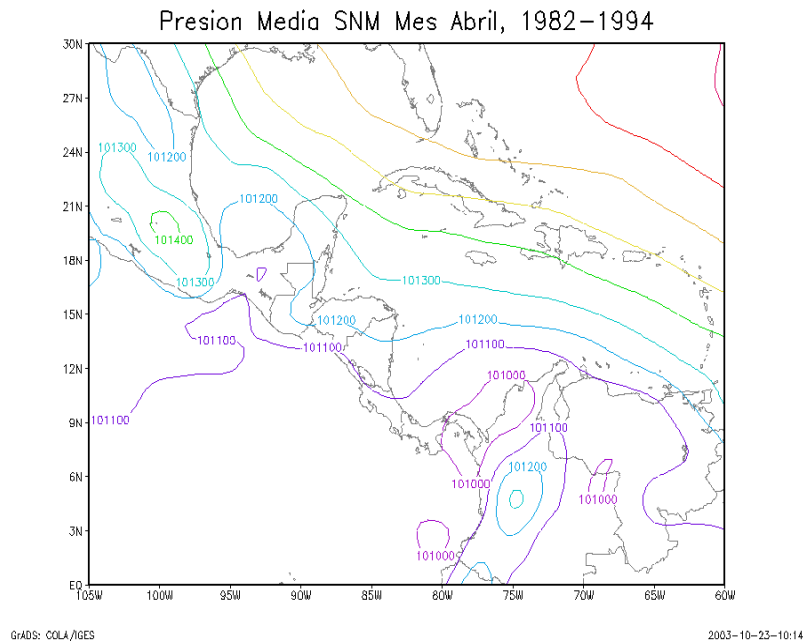 Presion Media SNM Mes Abril, 1982-1994
30N
27N
24N
21N
18N
15N
12N
9N
6N
3N
EQ
101300
101200
101200
101400
101300
101300
101200
101200
101100
101100
101100
101000
101100
101100
101200
101000
101000
101000
105W 100W 95W 90W 85W 80W 75W 70W 65W 60W
GrADS: COLA/IGES 2003-10-23-10:14